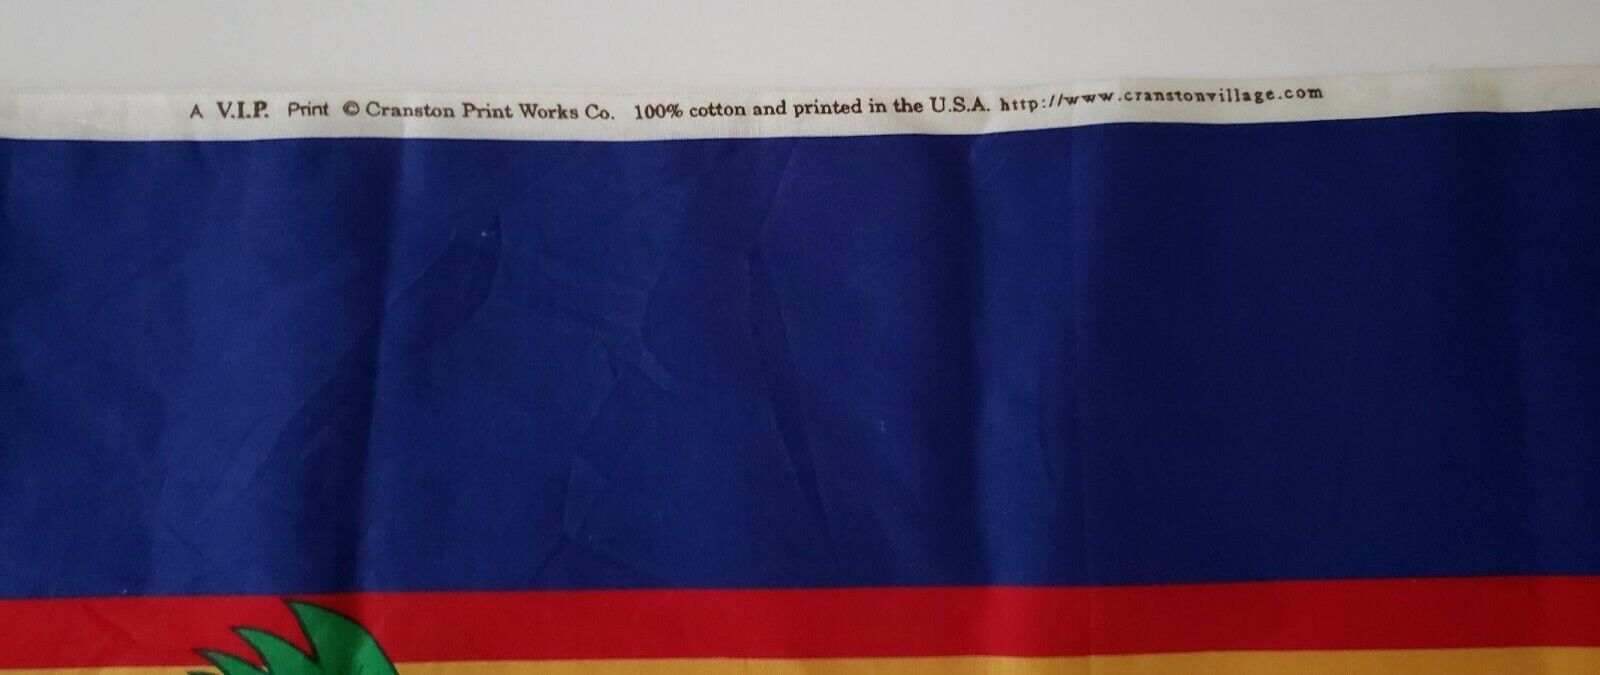 A V.I.P. Print © Cranston Print Works Co. 100% cotton and printed in the U.S.A. http://www.cranstonvillage.com